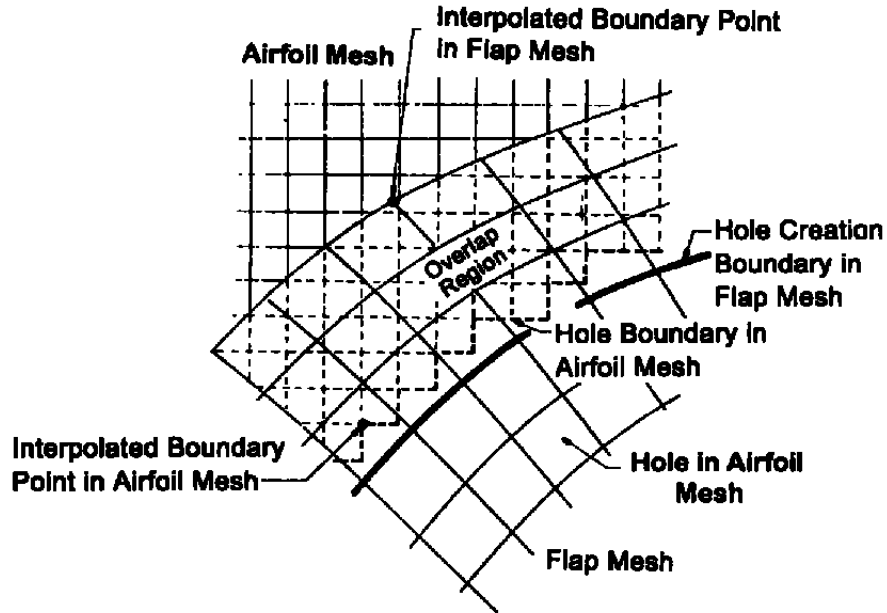 Interpolated Boundary Point
in Flap Mesh
Airfoil Mesh
Overlap
Region
Hole Creation
Boundary in
Flap Mesh
Hole Boundary in
Airfoil Mesh
Interpolated Boundary
Point in Airfoil Mesh
Hole in Airfoil
Mesh
Flap Mesh